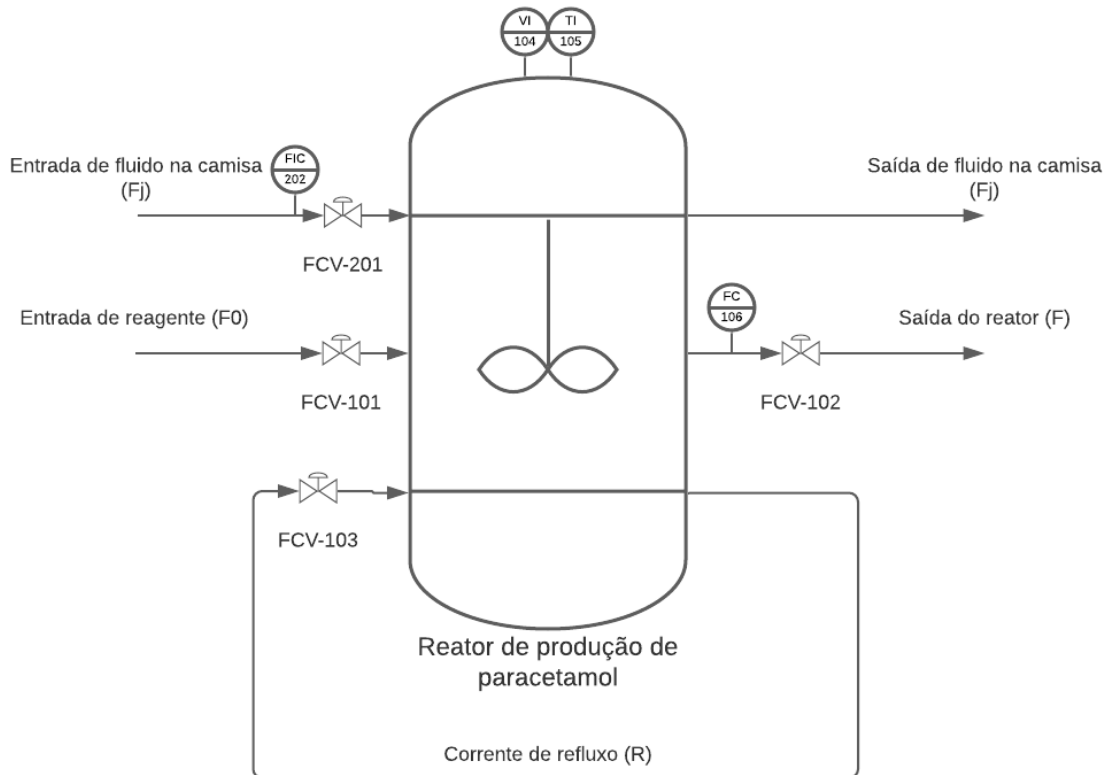 VI
104
TI
105
Entrada de fluido na camisa
(Fj)
FIC
202
Saída de fluido na camisa
(Fj)
FCV-201
Entrada de reagente (F0)
FC
106
Saída do reator (F)
FCV-101
FCV-102
FCV-103
Reator de produção de
paracetamol
Corrente de refluxo (R)